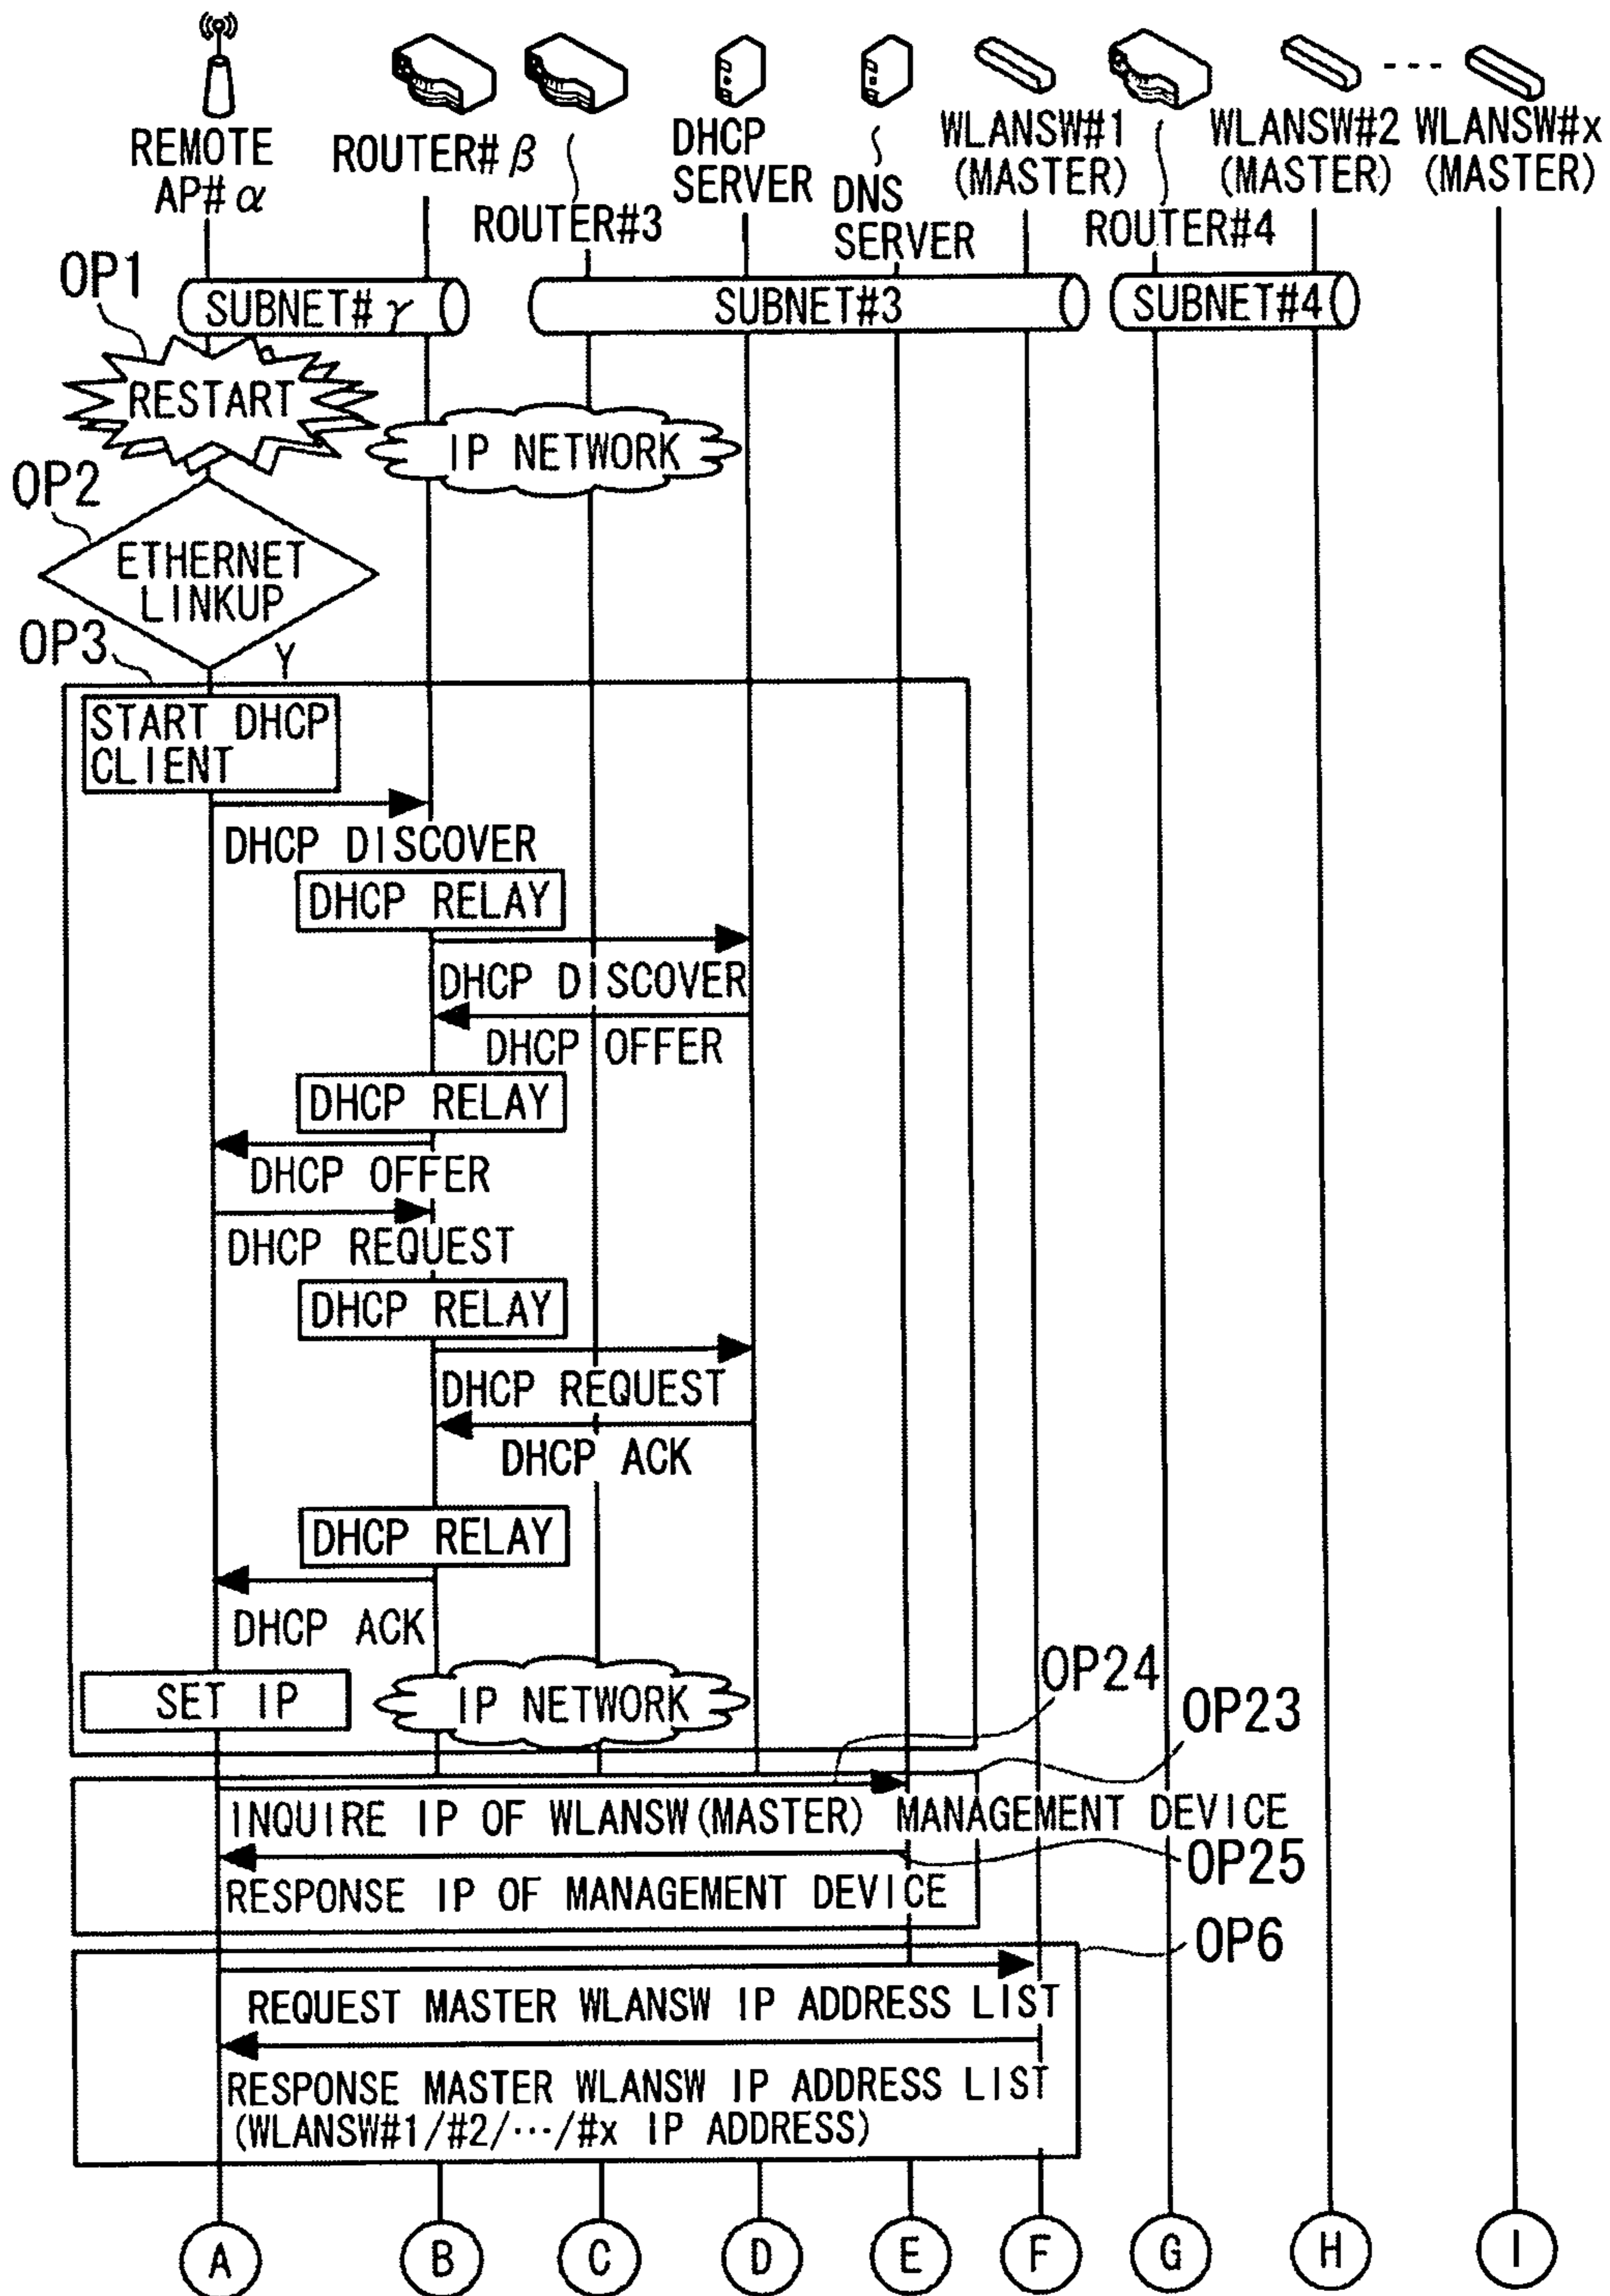 REMOTE
AP# α
ROUTER# β
ROUTER#3
DHCP
SERVER
DNS
SERVER
WLANSW#1
(MASTER)
ROUTER#4
WLANSW#2
(MASTER)
WLANSW#x
(MASTER)
OP1
SUBNET# γ
SUBNET#3
SUBNET#4
RESTART
IP NETWORK
OP2
ETHERNET
LINKUP
OP3
Y
START DHCP
CLIENT
DHCP DISCOVER
DHCP RELAY
DHCP DISCOVER
DHCP OFFER
DHCP RELAY
DHCP OFFER
DHCP REQUEST
DHCP RELAY
DHCP REQUEST
DHCP ACK
DHCP RELAY
DHCP ACK
SET IP
IP NETWORK
OP24
OP23
INQUIRE IP OF WLANSW(MASTER) MANAGEMENT DEVICE
OP25
RESPONSE IP OF MANAGEMENT DEVICE
OP6
REQUEST MASTER WLANSW IP ADDRESS LIST
RESPONSE MASTER WLANSW IP ADDRESS LIST
(WLANSW#1/#2/···/#x IP ADDRESS)
A
B
C
D
E
F
G
H
I